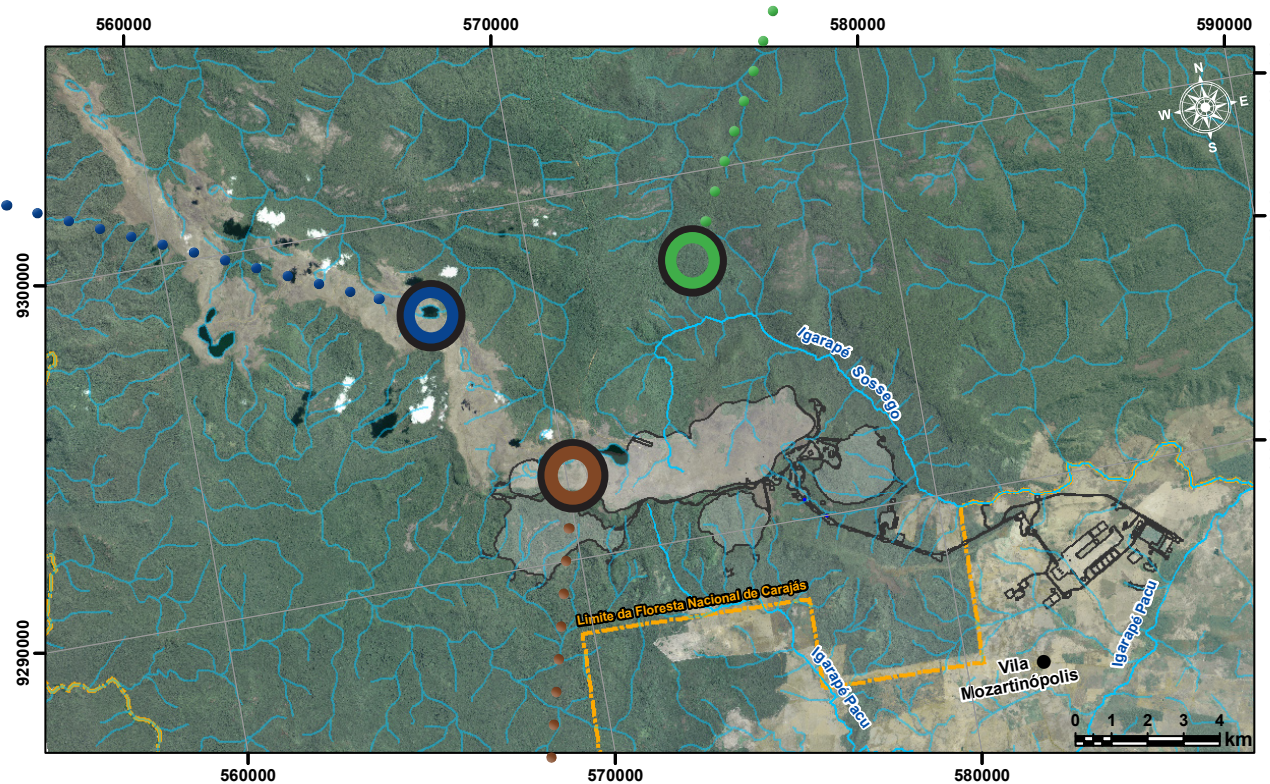 560000
570000
580000
590000
N
W
E
S
9300000
Igarapé
Sossego
Limite da Floresta Nacional de Carajás
9290000
Igarapé Pacu
Igarapé Pacu
Vila
Mozartinópolis
0 1 2 3 4
km
560000
570000
580000